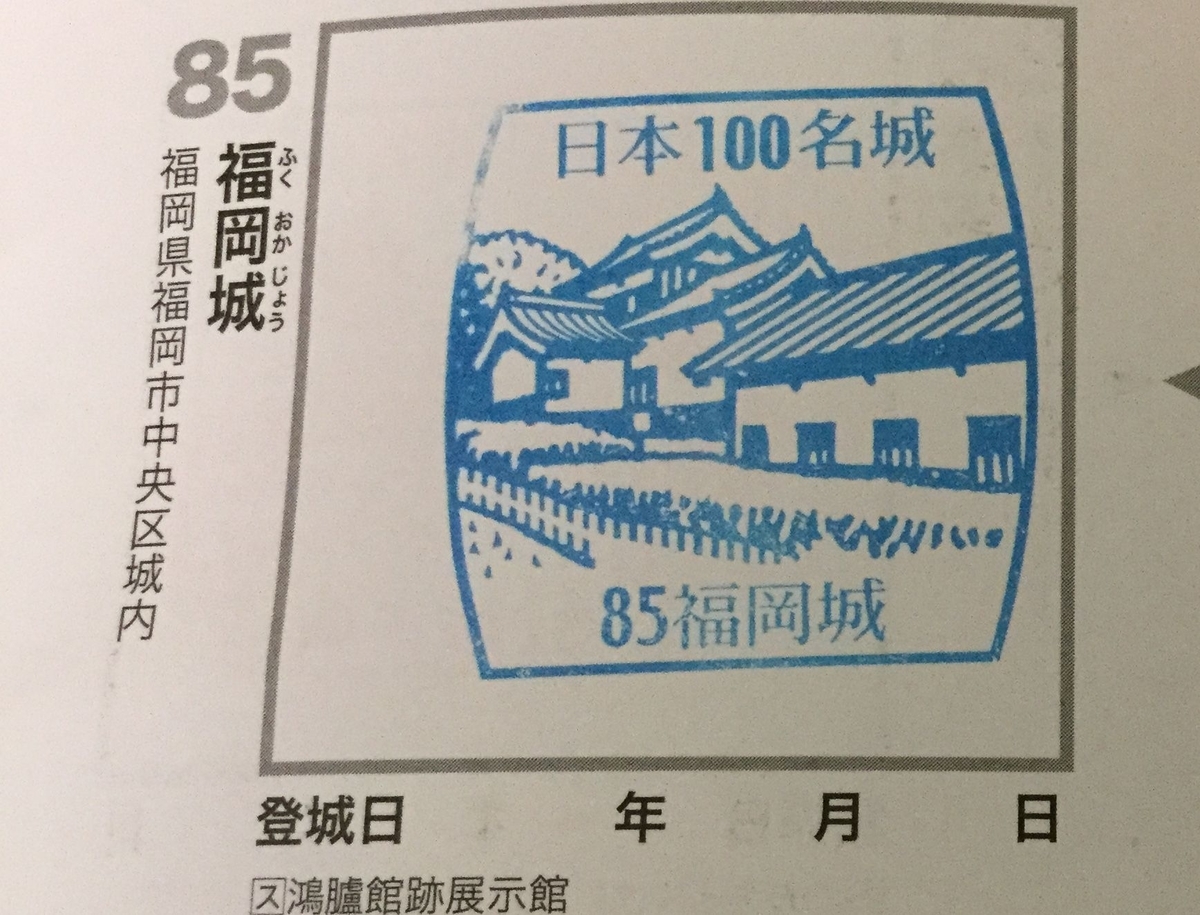 85
福岡城
ふくおかじょう
福岡県福岡市中央区城内
日本100名城
85福岡城
登城日 年 月 日
ス鴻臚館跡展示館